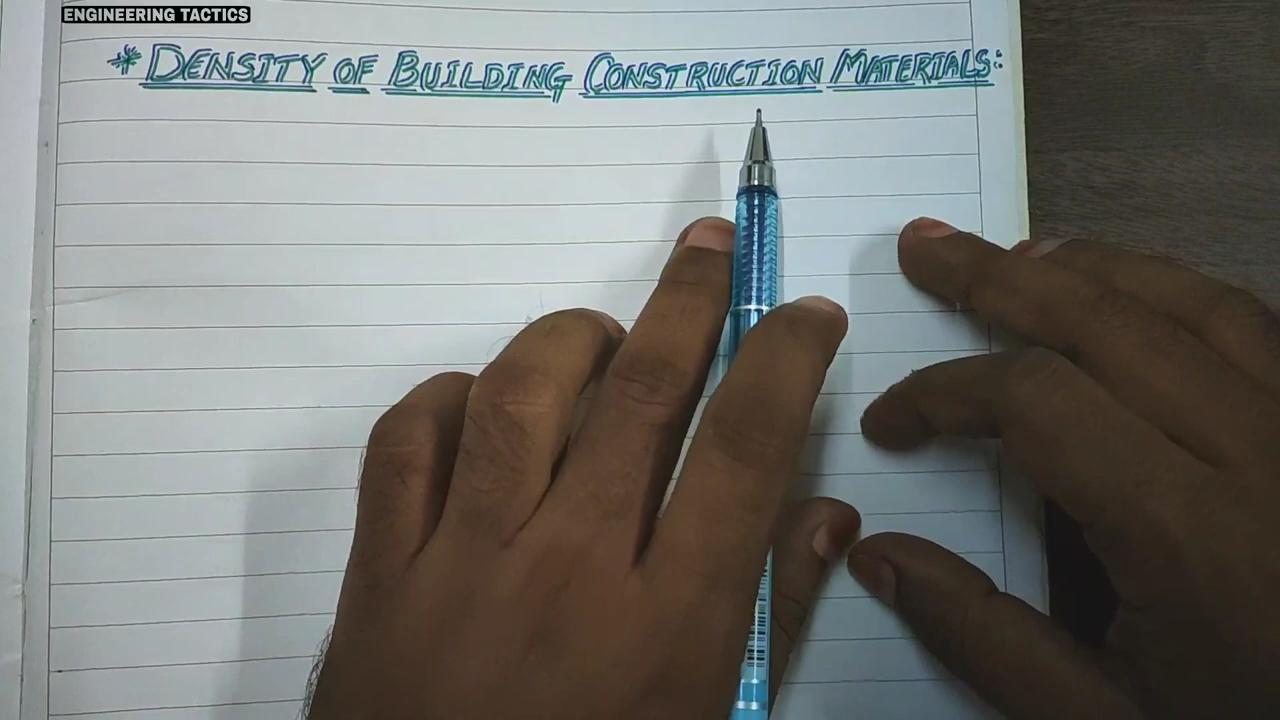 ENGINEERING TACTICS
* DENSITY OF BUILDING CONSTRUCTION MATERIALS: